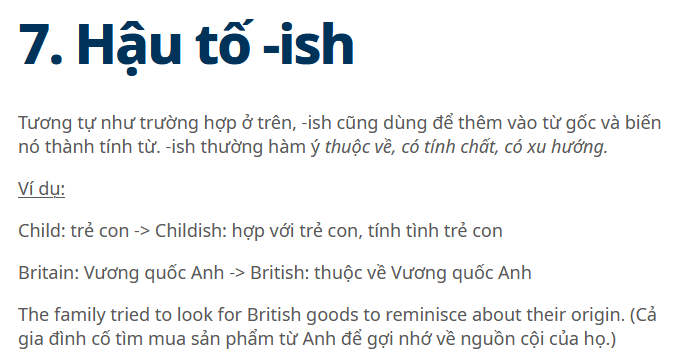 7. Hậu tố -ish
Tương tự như trường hợp ở trên, -ish cũng dùng để thêm vào từ gốc và biến
nó thành tính từ. -ish thường hàm ý thuộc về, có tính chất, có xu hướng.
Ví dụ:
Child: trẻ con -> Childish: hợp với trẻ con, tính tình trẻ con
Britain: Vương quốc Anh -> British: thuộc về Vương quốc Anh
The family tried to look for British goods to reminisce about their origin. (Cả
gia đình cố tìm mua sản phẩm từ Anh để gợi nhớ về nguồn cội của họ.)